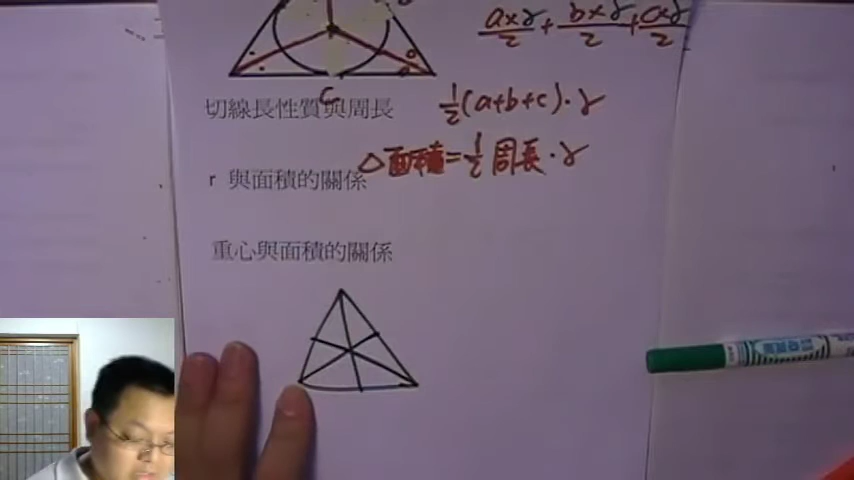 a×r/2 + b×r/2 + c×r/2
c
切線長性質與周長
1/2(a+b+c)·r
△面積=1/2周長·r
r 與面積的關係
重心與面積的關係